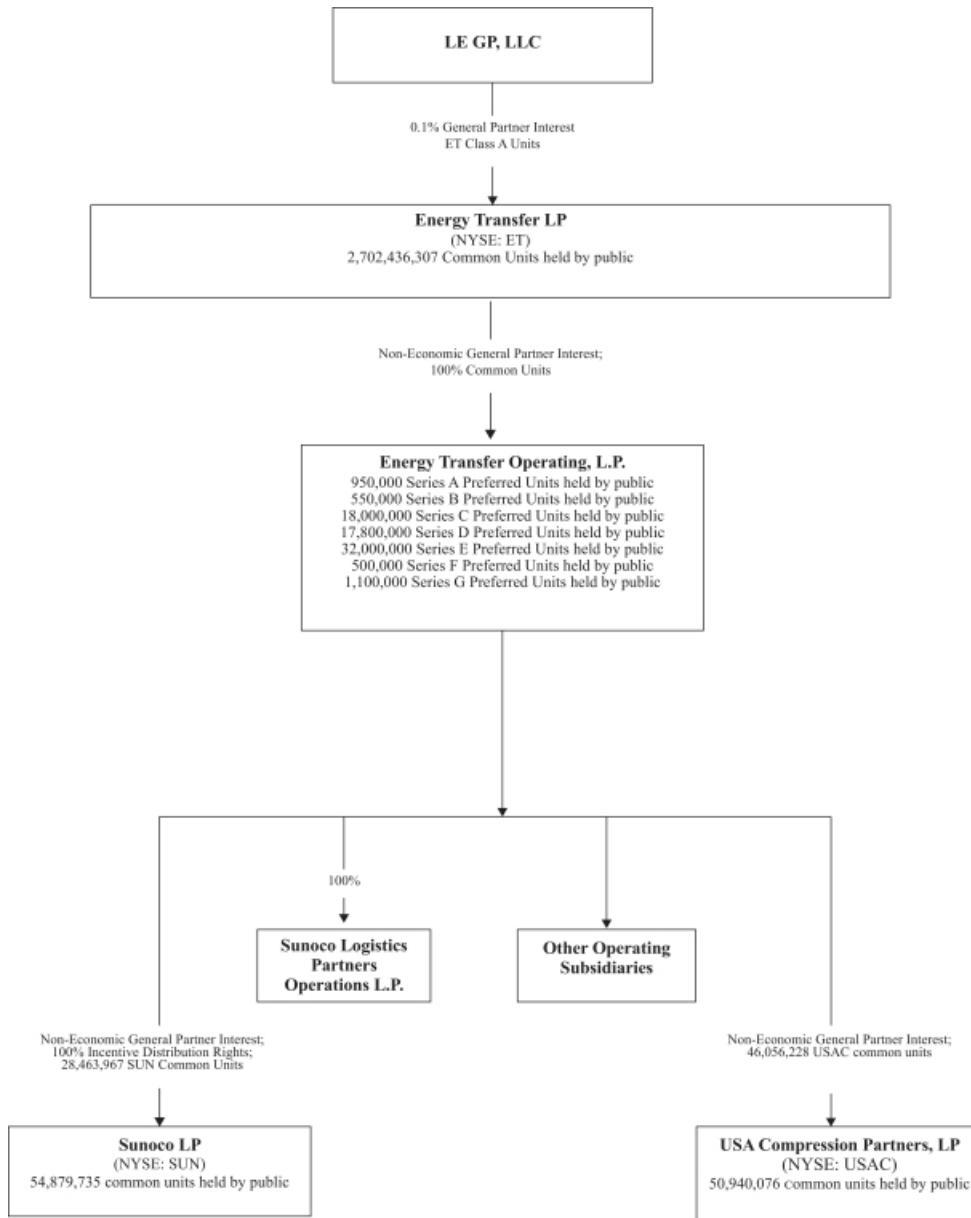 LE GP, LLC
0.1% General Partner Interest
ET Class A Units
Energy Transfer LP
(NYSE: ET)
2,702,436,307 Common Units held by public
Non-Economic General Partner Interest;
100% Common Units
Energy Transfer Operating, L.P.
950,000 Series A Preferred Units held by public
550,000 Series B Preferred Units held by public
18,000,000 Series C Preferred Units held by public
17,800,000 Series D Preferred Units held by public
32,000,000 Series E Preferred Units held by public
500,000 Series F Preferred Units held by public
1,100,000 Series G Preferred Units held by public
100%
Sunoco Logistics
Partners
Operations L.P.
Other Operating
Subsidiaries
Non-Economic General Partner Interest;
100% Incentive Distribution Rights;
28,463,967 SUN Common Units
Non-Economic General Partner Interest;
46,056,228 USAC common units
Sunoco LP
(NYSE: SUN)
54,879,735 common units held by public
USA Compression Partners, LP
(NYSE: USAC)
50,940,076 common units held by public